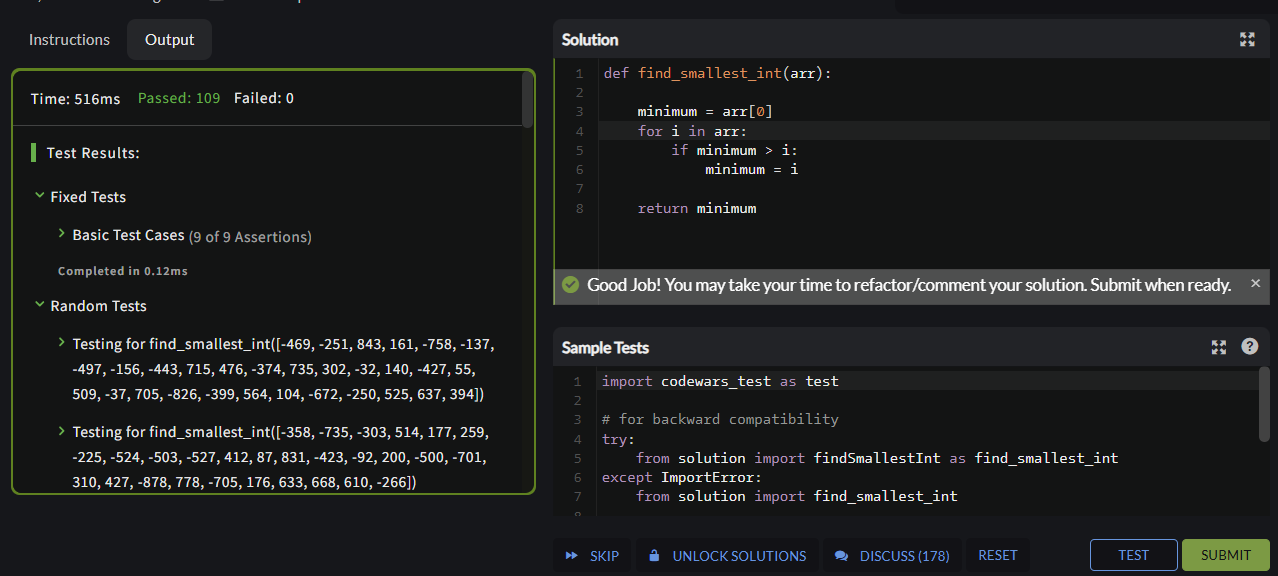 Instructions
Output
Time: 516ms Passed: 109 Failed: 0
Test Results:
Fixed Tests
Basic Test Cases (9 of 9 Assertions)
Completed in 0.12ms
Random Tests
Testing for find_smallest_int([-469, -251, 843, 161, -758, -137,
-497, -156, -443, 715, 476, -374, 735, 302, -32, 140, -427, 55,
509, -37, 705, -826, -399, 564, 104, -672, -250, 525, 637, 394])
Testing for find_smallest_int([-358, -735, -303, 514, 177, 259,
-225, -524, -503, -527, 412, 87, 831, -423, -92, 200, -500, -701,
310, 427, -878, 778, -705, 176, 633, 668, 610, -266])
Solution
1 def find_smallest_int(arr):
2
3     minimum = arr[0]
4     for i in arr:
5         if minimum > i:
6             minimum = i
7
8     return minimum
Good Job! You may take your time to refactor/comment your solution. Submit when ready. ×
Sample Tests
?
1 import codewars_test as test
2
3 # for backward compatibility
4 try:
5     from solution import findSmallestInt as find_smallest_int
6 except ImportError:
7     from solution import find_smallest_int
SKIP
UNLOCK SOLUTIONS
DISCUSS (178)
RESET
TEST
SUBMIT